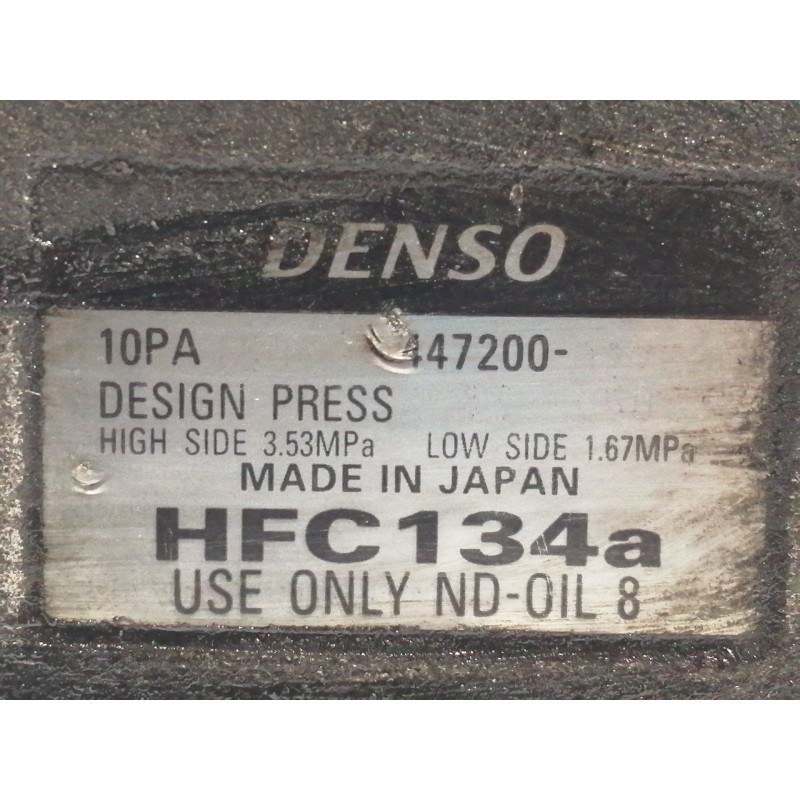 DENSO
10PA 447200-
DESIGN PRESS
HIGH SIDE 3.53MPa LOW SIDE 1.67MPa
MADE IN JAPAN
HFC134a
USE ONLY ND-OIL 8